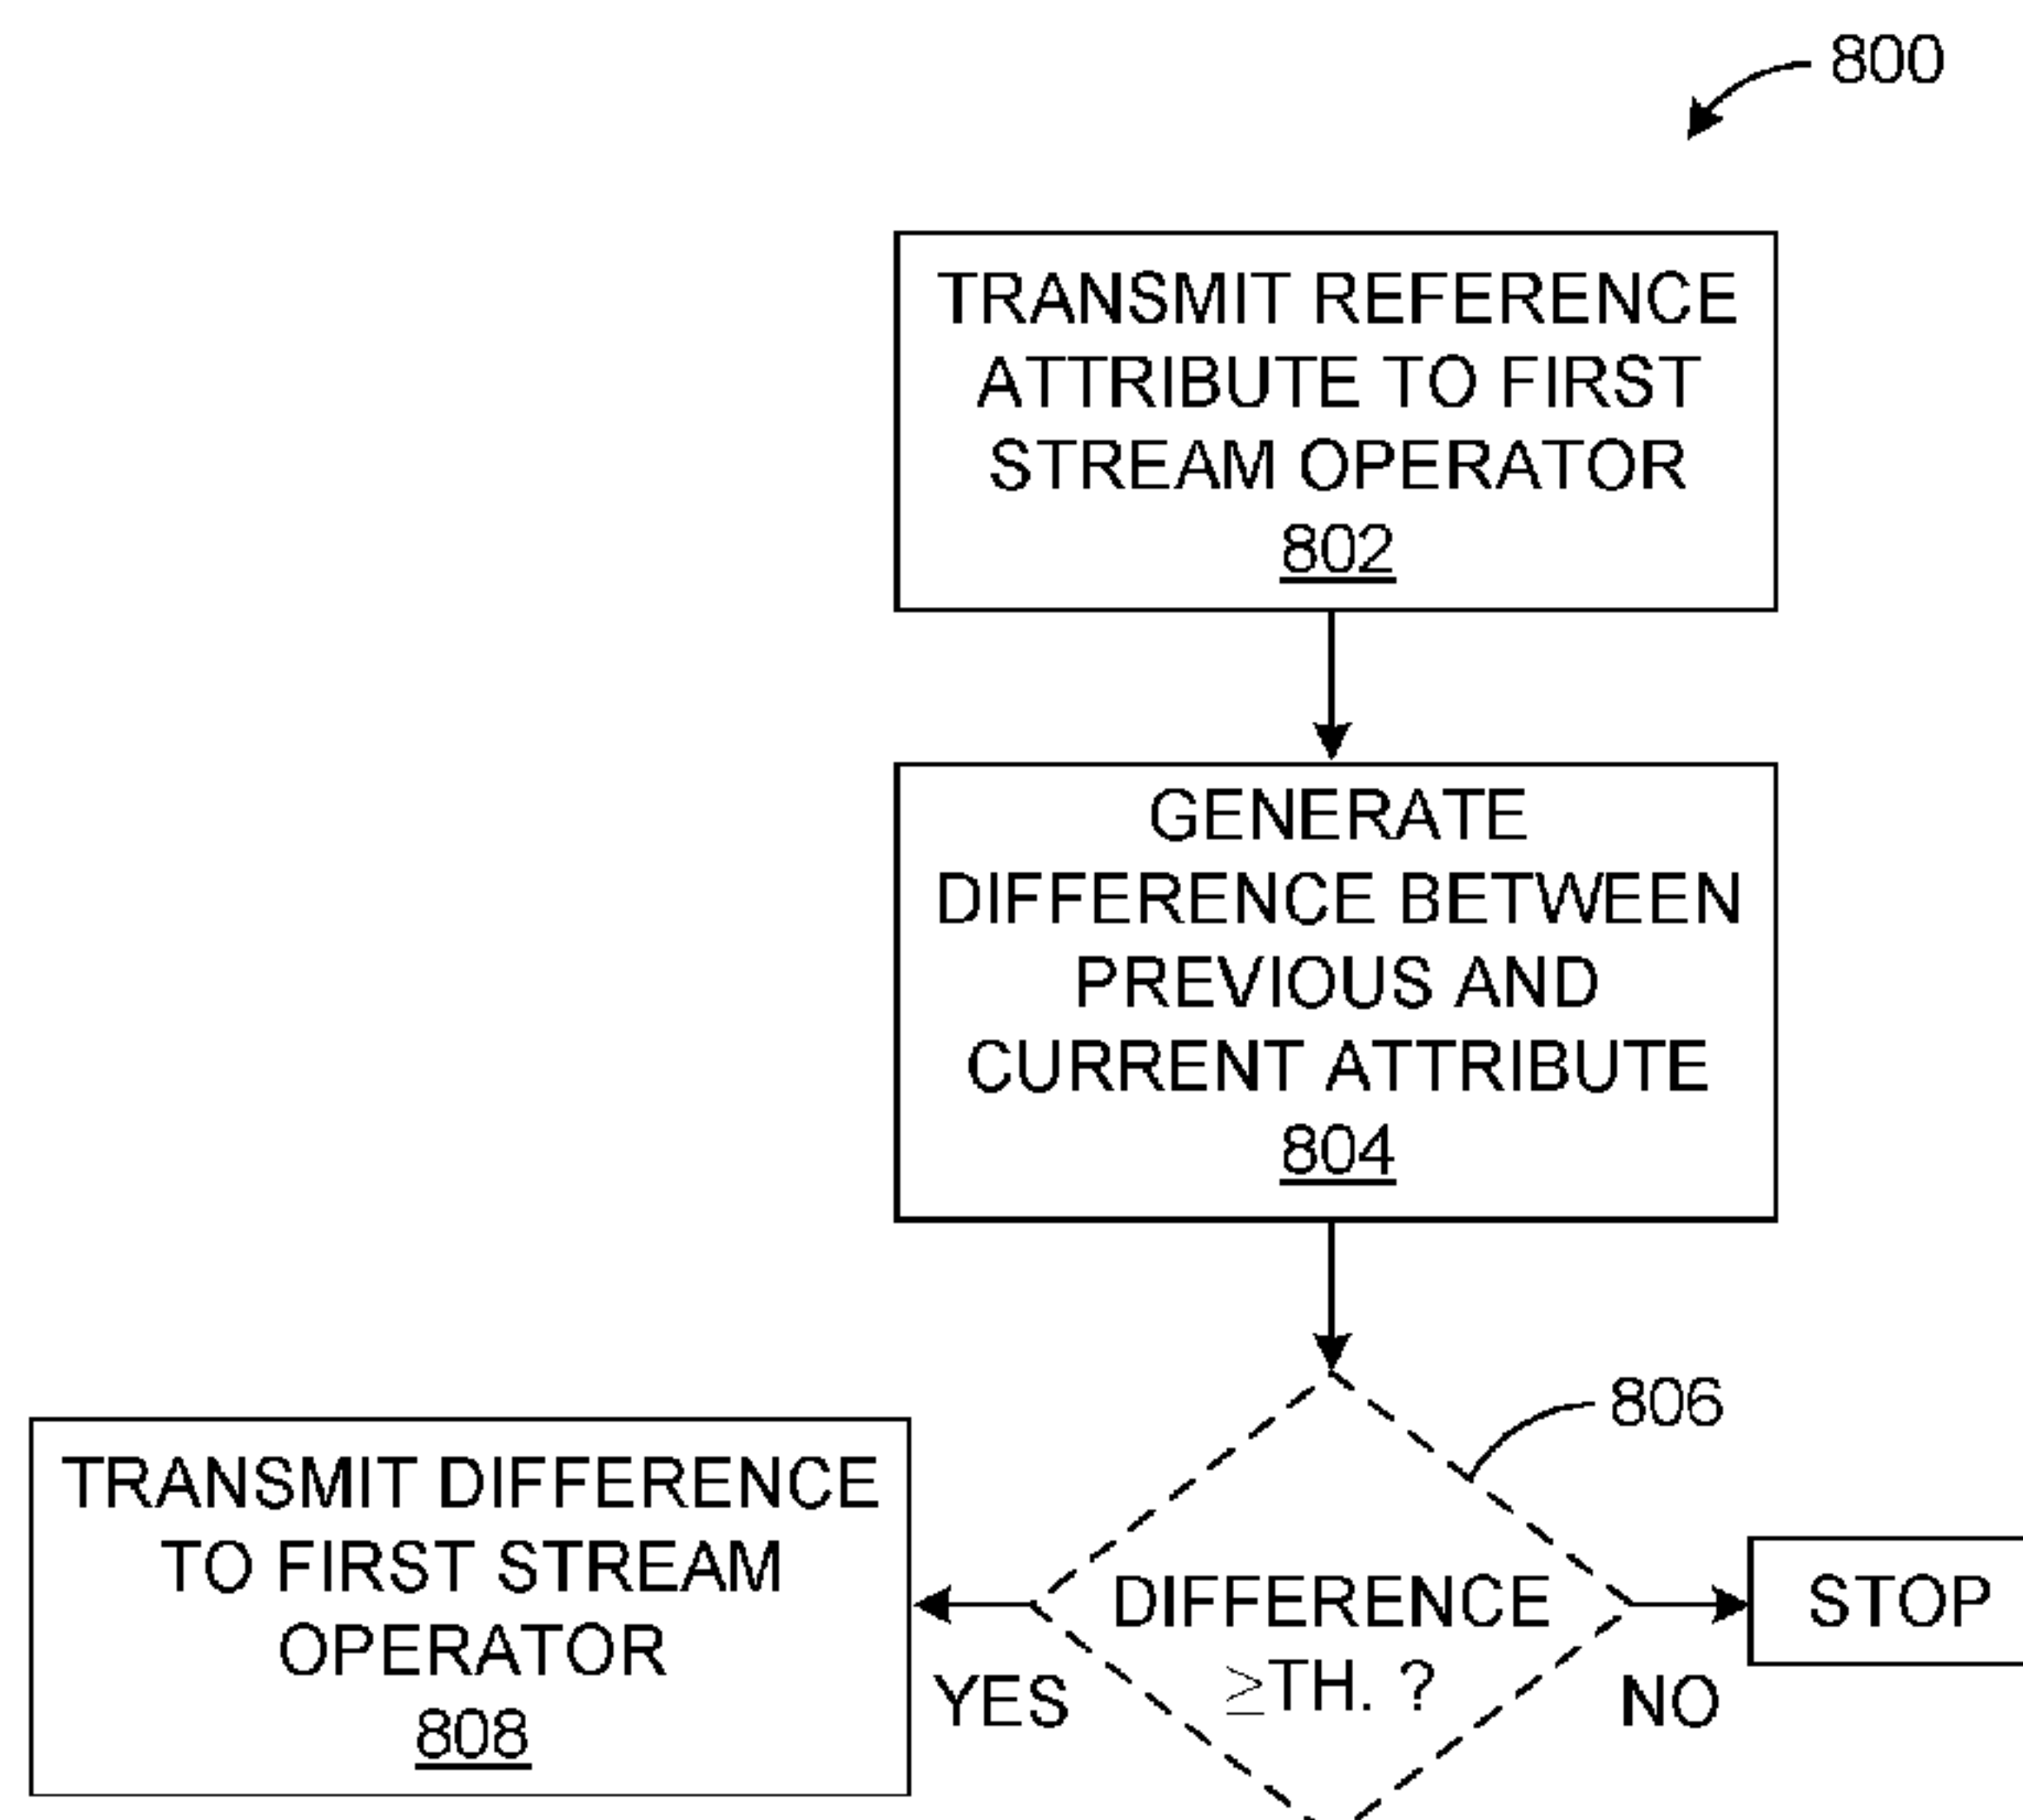 800
TRANSMIT REFERENCE
ATTRIBUTE TO FIRST
STREAM OPERATOR
802
GENERATE
DIFFERENCE BETWEEN
PREVIOUS AND
CURRENT ATTRIBUTE
804
806
TRANSMIT DIFFERENCE
TO FIRST STREAM
OPERATOR
808
YES
DIFFERENCE
≥TH. ?
NO
STOP